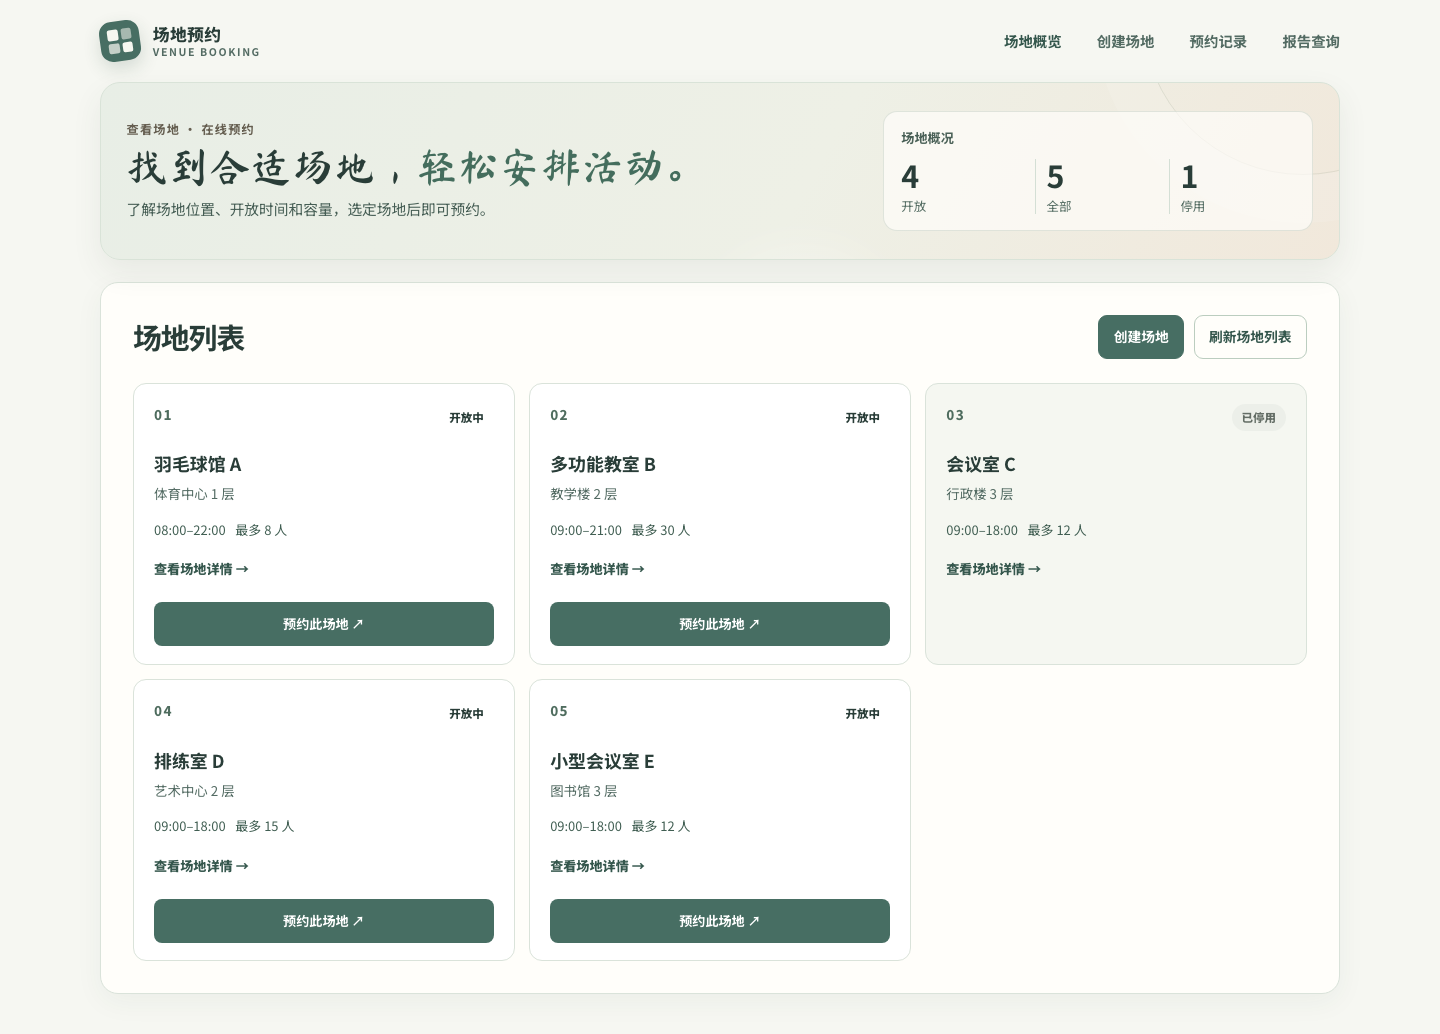 场地预约
VENUE BOOKING
场地概览 创建场地 预约记录 报告查询
查看场地 · 在线预约
找到合适场地，轻松安排活动。
了解场地位置、开放时间和容量，选定场地后即可预约。
场地概况
4 5 1
开放 全部 停用
场地列表
创建场地 刷新场地列表
01 开放中
羽毛球馆 A
体育中心 1 层
08:00–22:00 最多 8 人
查看场地详情 →
预约此场地 ↗
02 开放中
多功能教室 B
教学楼 2 层
09:00–21:00 最多 30 人
查看场地详情 →
预约此场地 ↗
03 已停用
会议室 C
行政楼 3 层
09:00–18:00 最多 12 人
查看场地详情 →
04 开放中
排练室 D
艺术中心 2 层
09:00–18:00 最多 15 人
查看场地详情 →
预约此场地 ↗
05 开放中
小型会议室 E
图书馆 3 层
09:00–18:00 最多 12 人
查看场地详情 →
预约此场地 ↗